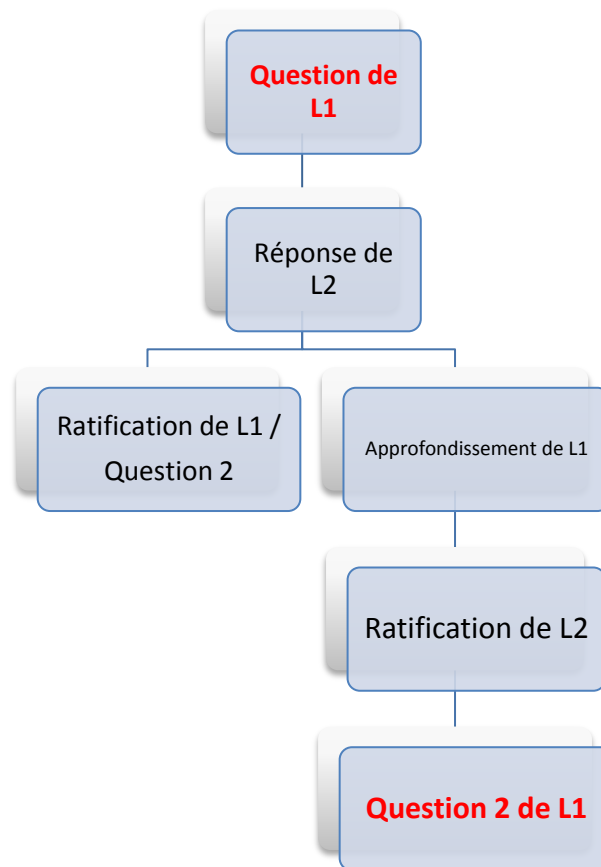 Question de
L1
Réponse de
L2
Ratification de L1 /
Question 2
Approfondissement de L1
Ratification de L2
Question 2 de L1